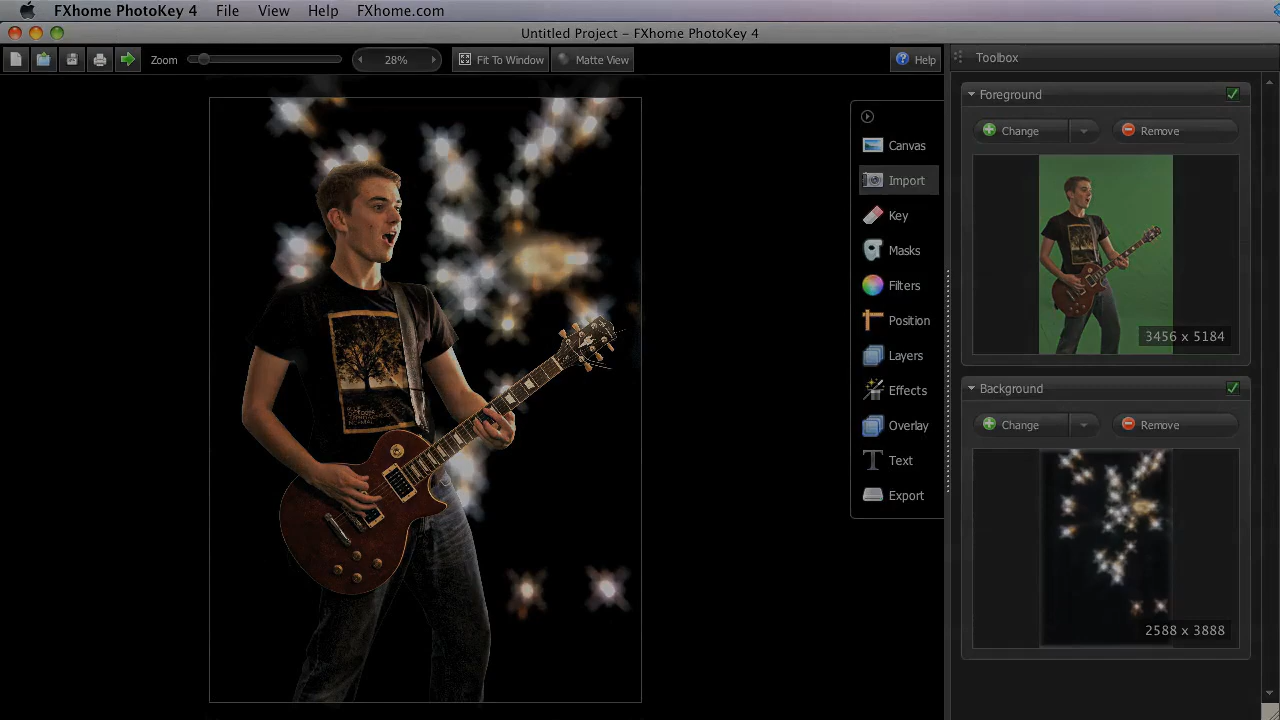 FXhome PhotoKey 4 File View Help FXhome.com
Untitled Project – FXhome PhotoKey 4
Zoom 28% Fit To Window Matte View Help
Toolbox
Foreground
Change Remove
3456 x 5184
Background
Change Remove
2588 x 3888
Canvas
Import
Key
Masks
Filters
Position
Layers
Effects
Overlay
Text
Export